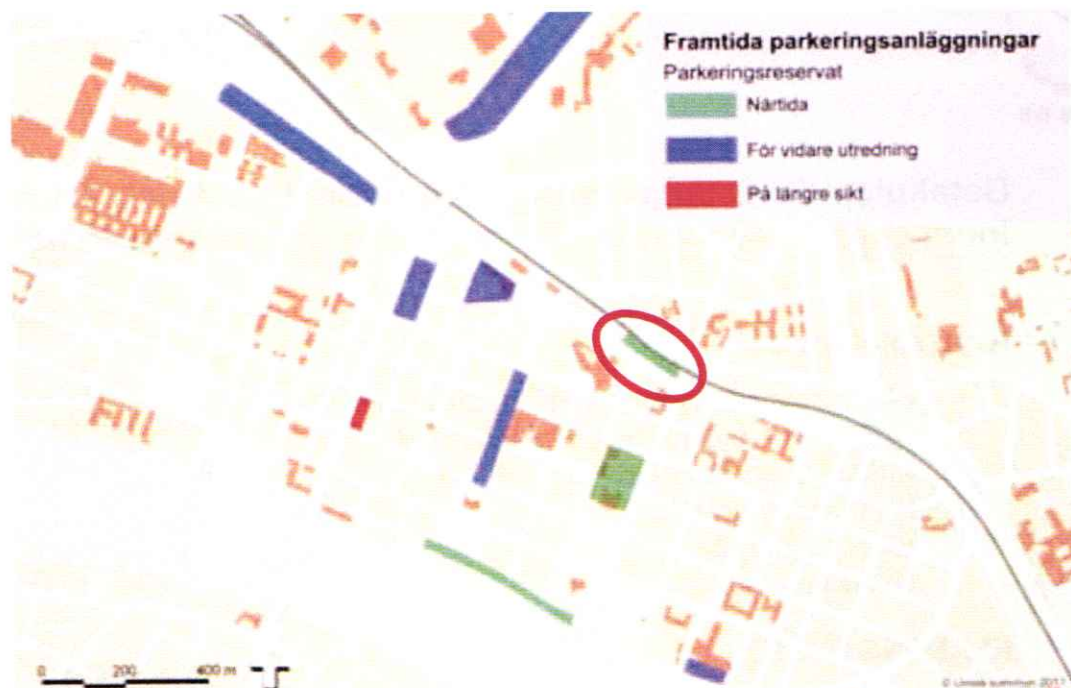 Framtida parkeringsanläggningar
Parkeringsreservat
Närtida
För vidare utredning
På längre sikt
0 200 400 m